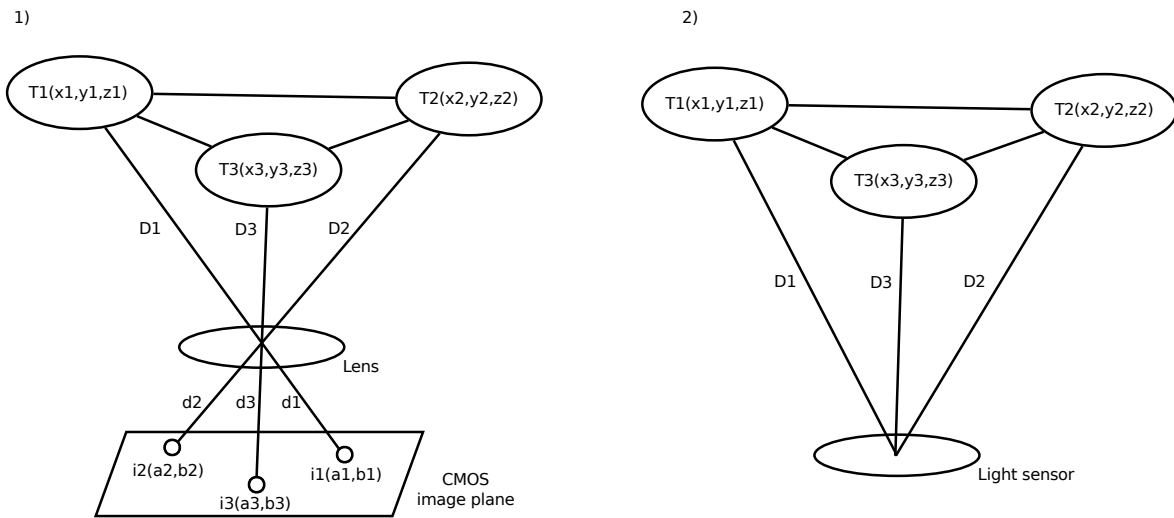 1)
T1(x1,y1,z1)
T2(x2,y2,z2)
T3(x3,y3,z3)
D1
D3
D2
Lens
d2
d3
d1
i2(a2,b2)
i1(a1,b1)
i3(a3,b3)
CMOS
image plane
2)
T1(x1,y1,z1)
T2(x2,y2,z2)
T3(x3,y3,z3)
D1
D3
D2
Light sensor